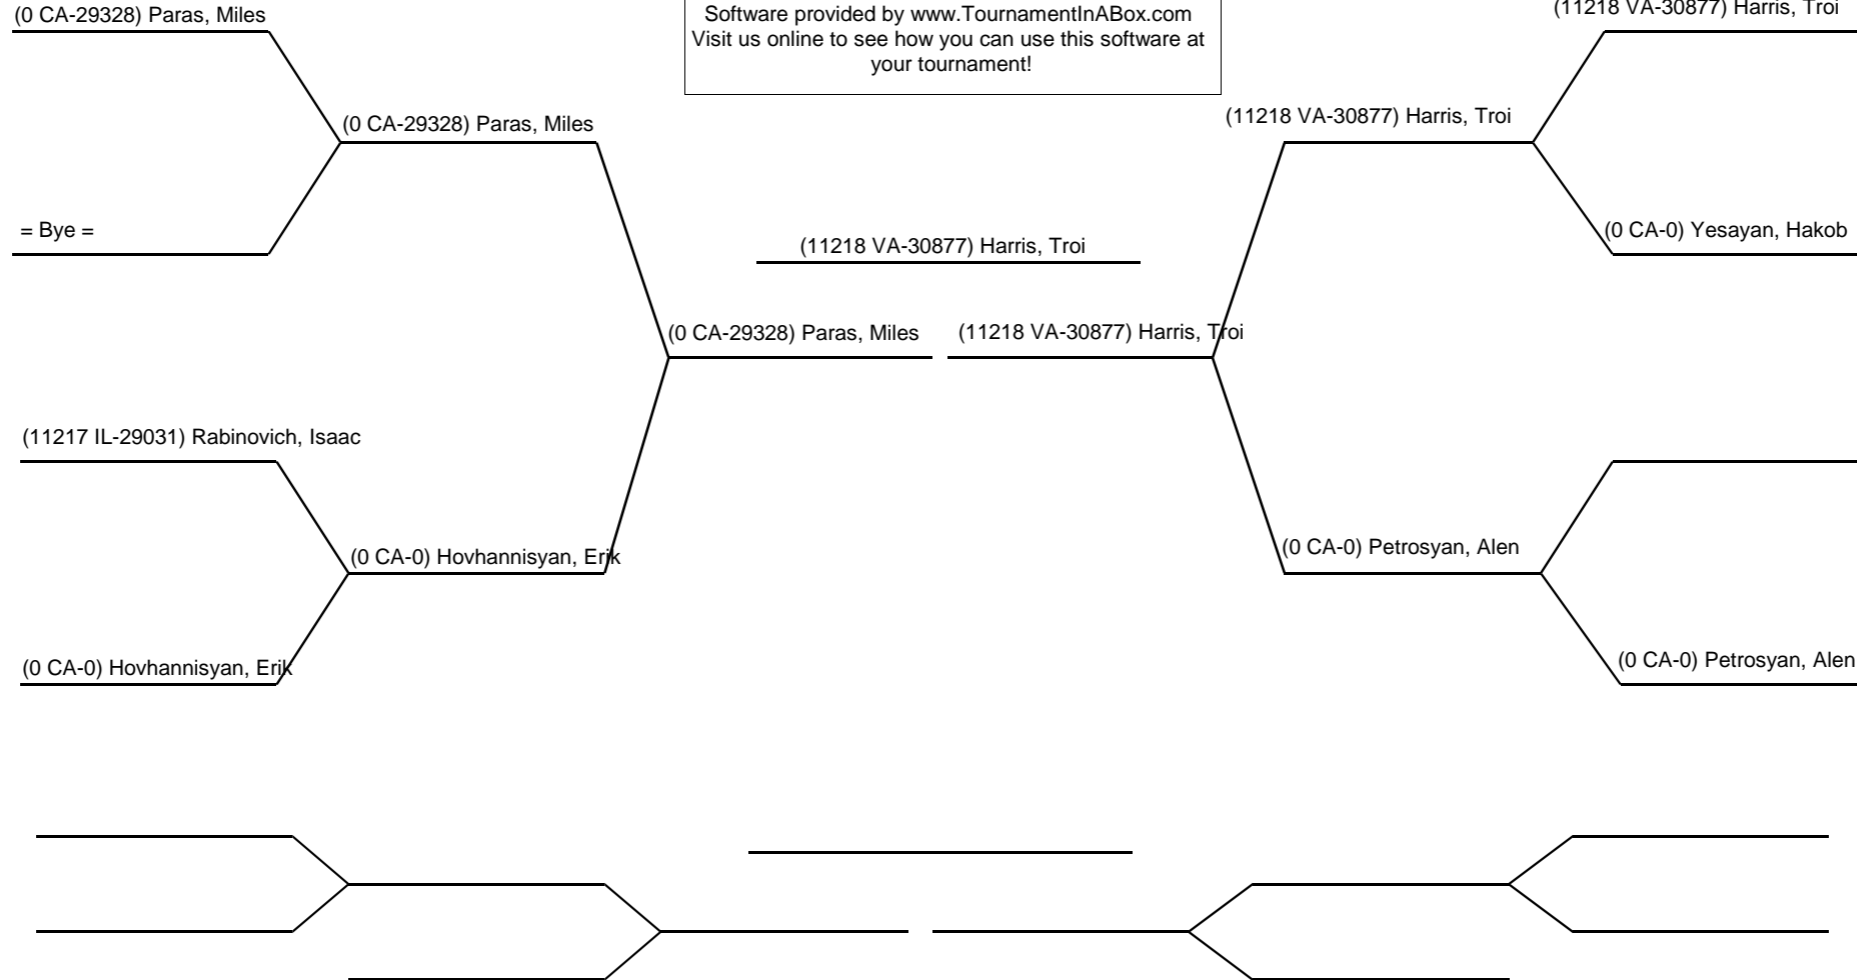 (0 CA-29328) Paras, Miles
Software provided by www.TournamentInABox.com
Visit us online to see how you can use this software at
your tournament!
(11218 VA-30877) Harris, Troi
(0 CA-29328) Paras, Miles
(11218 VA-30877) Harris, Troi
= Bye =
(11218 VA-30877) Harris, Troi
(0 CA-0) Yesayan, Hakob
(0 CA-29328) Paras, Miles
(11218 VA-30877) Harris, Troi
(11217 IL-29031) Rabinovich, Isaac
(0 CA-0) Hovhannisyan, Erik
(0 CA-0) Petrosyan, Alen
(0 CA-0) Hovhannisyan, Erik
(0 CA-0) Petrosyan, Alen